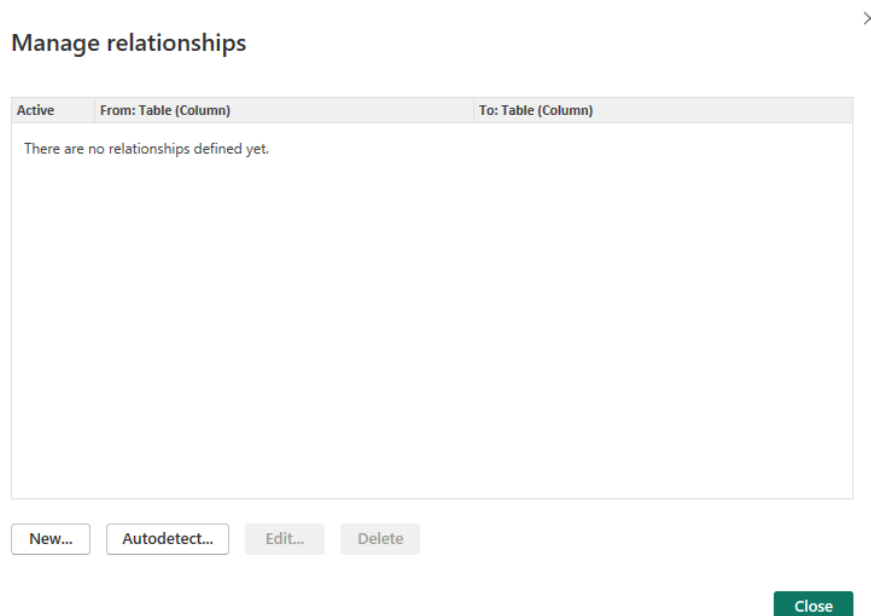 Manage relationships
Active From: Table (Column) To: Table (Column)
There are no relationships defined yet.
New... Autodetect... Edit... Delete
Close